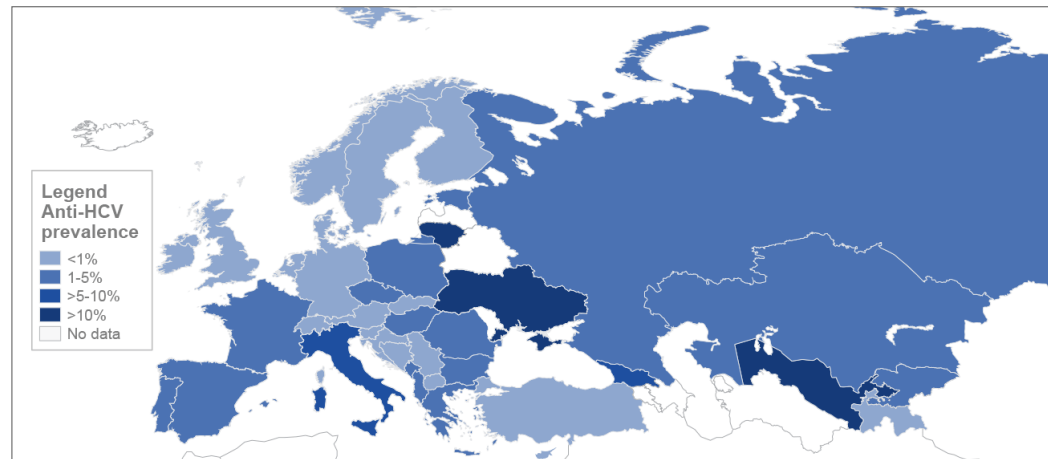 Legend
Anti-HCV
prevalence
<1%
1-5%
>5-10%
>10%
No data